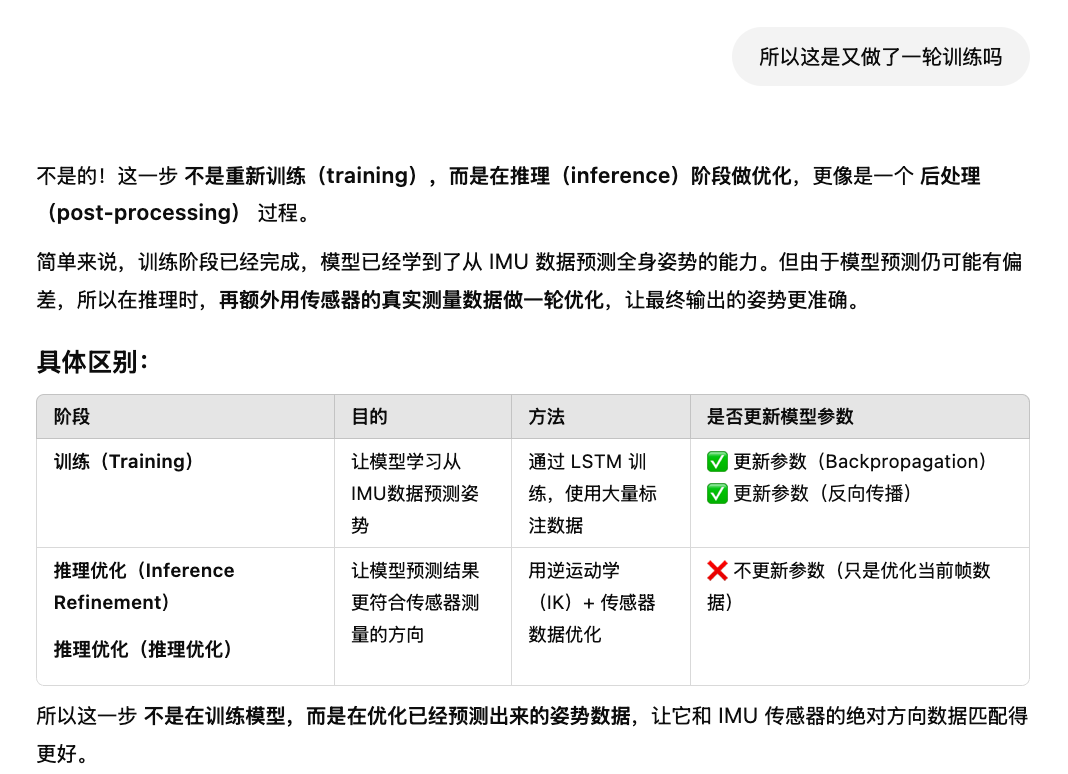 所以这是又做了一轮训练吗
不是的！这一步 不是重新训练（training），而是在推理（inference）阶段做优化，更像是一个 后处理
（post-processing） 过程。
简单来说，训练阶段已经完成，模型已经学到了从 IMU 数据预测全身姿势的能力。但由于模型预测仍可能有偏
差，所以在推理时，再额外用传感器的真实测量数据做一轮优化，让最终输出的姿势更准确。
具体区别：
阶段
目的
方法
是否更新模型参数
训练（Training）
让模型学习从
IMU数据预测姿
势
通过 LSTM 训
练，使用大量标
注数据
✅ 更新参数（Backpropagation）
✅ 更新参数（反向传播）
推理优化（Inference
Refinement）
推理优化（推理优化）
让模型预测结果
更符合传感器测
量的方向
用逆运动学
（IK）+ 传感器
数据优化
❌ 不更新参数（只是优化当前帧数
据）
所以这一步 不是在训练模型，而是在优化已经预测出来的姿势数据，让它和 IMU 传感器的绝对方向数据匹配得
更好。